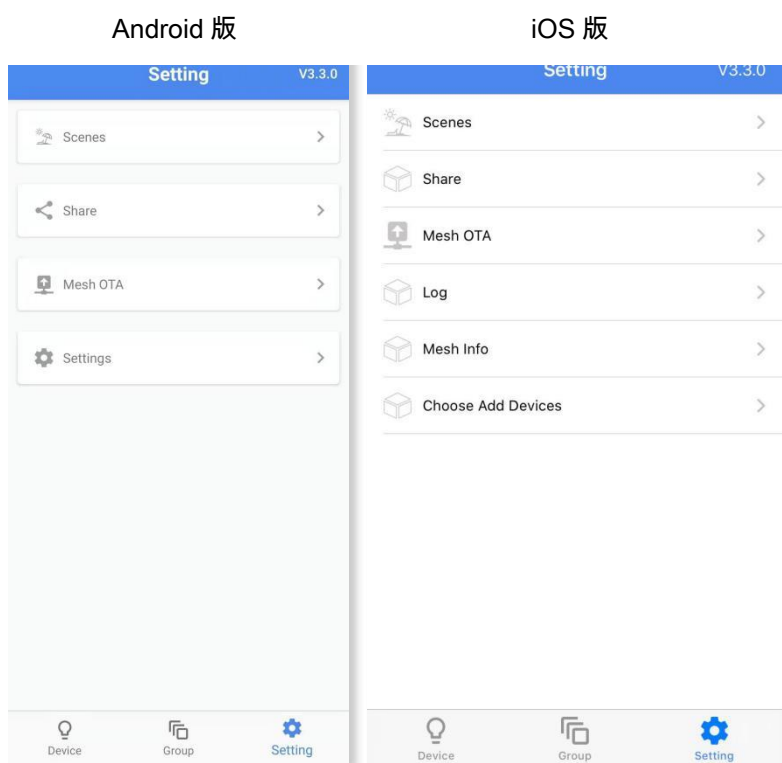 Android 版
iOS 版
Setting
V3.3.0
Scenes
Share
Mesh OTA
Settings
Device
Group
Setting
Setting
V3.3.0
Scenes
Share
Mesh OTA
Log
Mesh Info
Choose Add Devices
Device
Group
Setting